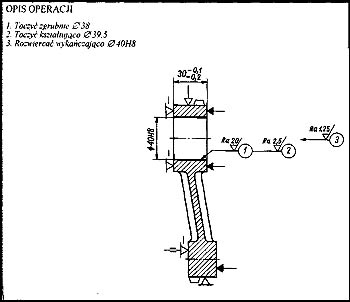 OPIS OPERACJI
1. Toczyć zgrubnie ∅ 38
2. Toczyć kształtująco ∅ 39.5
3. Rozwiercać wykańczająco ∅ 40H8
30 -0,1 -0,2
Ra 20/
Ra 2,5/
Ra 1.25/
1
2
3
∅40H8